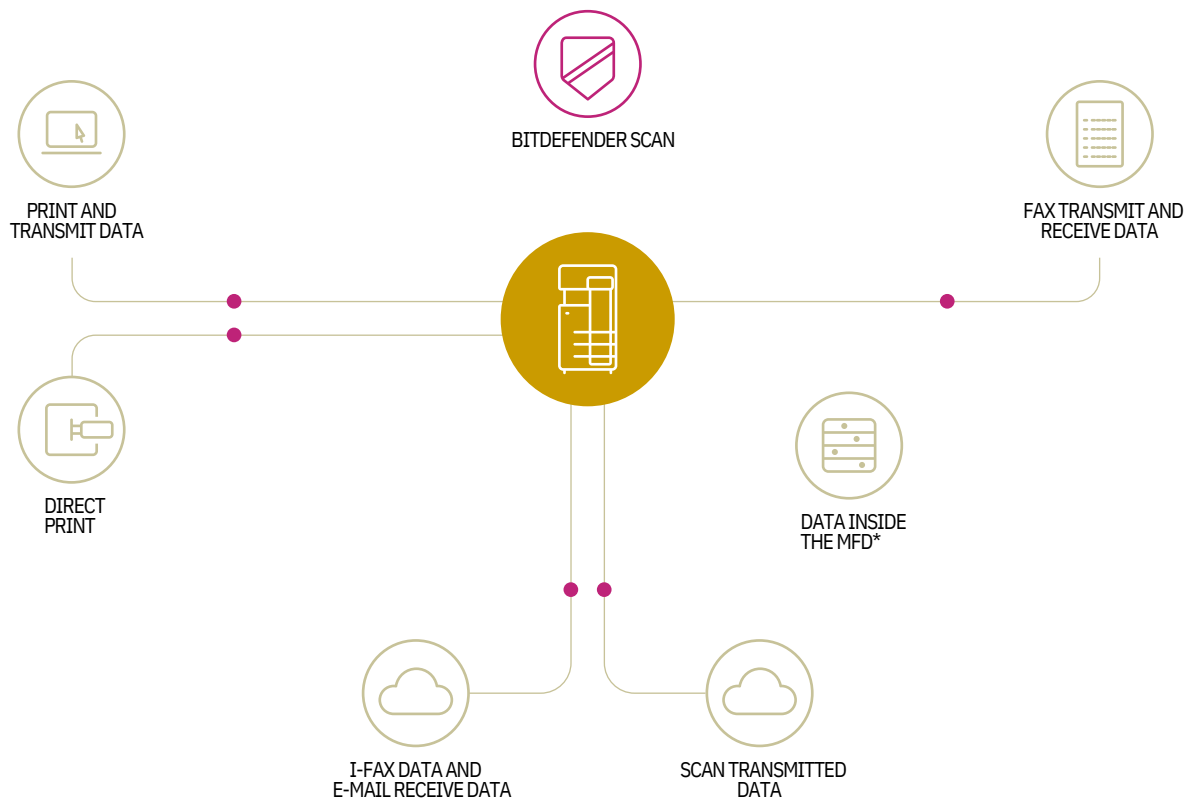 BITDEFENDER SCAN
PRINT AND
TRANSMIT DATA
FAX TRANSMIT AND
RECEIVE DATA
DIRECT
PRINT
DATA INSIDE
THE MFD*
I-FAX DATA AND
E-MAIL RECEIVE DATA
SCAN TRANSMITTED
DATA